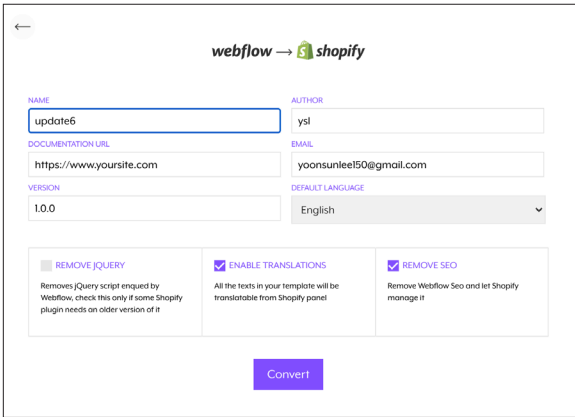 ←
webflow → shopify
NAME
update6
AUTHOR
ysl
DOCUMENTATION URL
https://www.yoursite.com
EMAIL
yoonsunlee150@gmail.com
VERSION
1.0.0
DEFAULT LANGUAGE
English
REMOVE JQUERY
Removes jQuery script enqued by
Webflow, check this only if some Shopify
plugin needs an older version of it
ENABLE TRANSLATIONS
All the texts in your template will be
translatable from Shopify panel
REMOVE SEO
Remove Webflow Seo and let Shopify
manage it
Convert